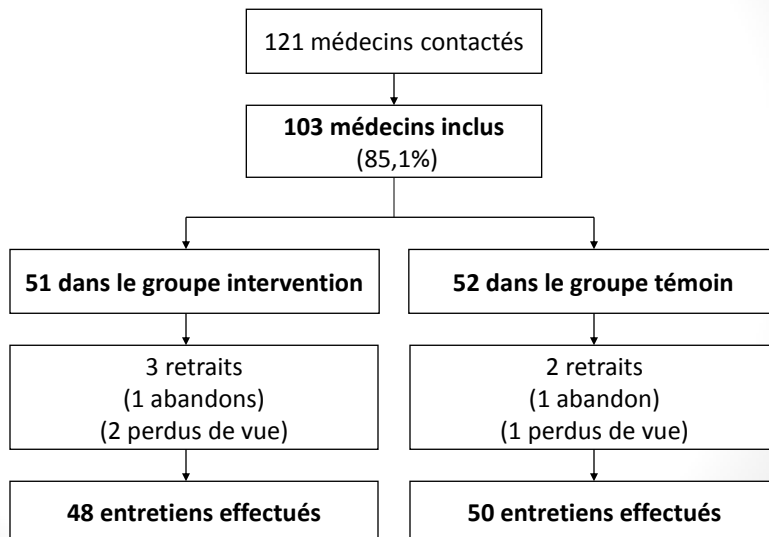 121 médecins contactés
103 médecins inclus
(85,1%)
51 dans le groupe intervention
52 dans le groupe témoin
3 retraits
(1 abandons)
(2 perdus de vue)
2 retraits
(1 abandon)
(1 perdus de vue)
48 entretiens effectués
50 entretiens effectués